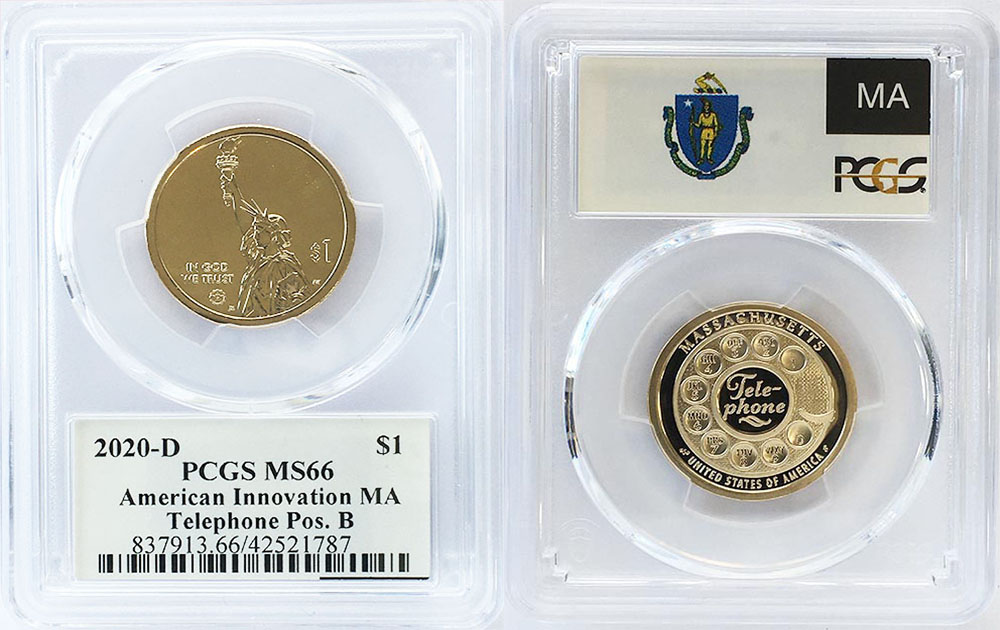 IN GOD
WE TRUST
$1
2020-D $1
PCGS MS66
American Innovation MA
Telephone Pos. B
837913.66/42521787
MA
PCGS
MASSACHUSETTS
Tele-
phone
UNITED STATES OF AMERICA